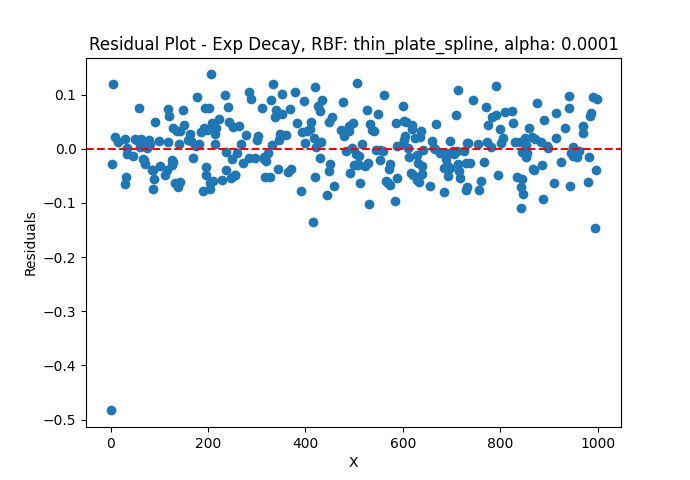 Residual Plot - Exp Decay, RBF: thin_plate_spline, alpha: 0.0001
0.1
0.0
−0.1
−0.2
−0.3
−0.4
−0.5
Residuals
0 200 400 600 800 1000
X